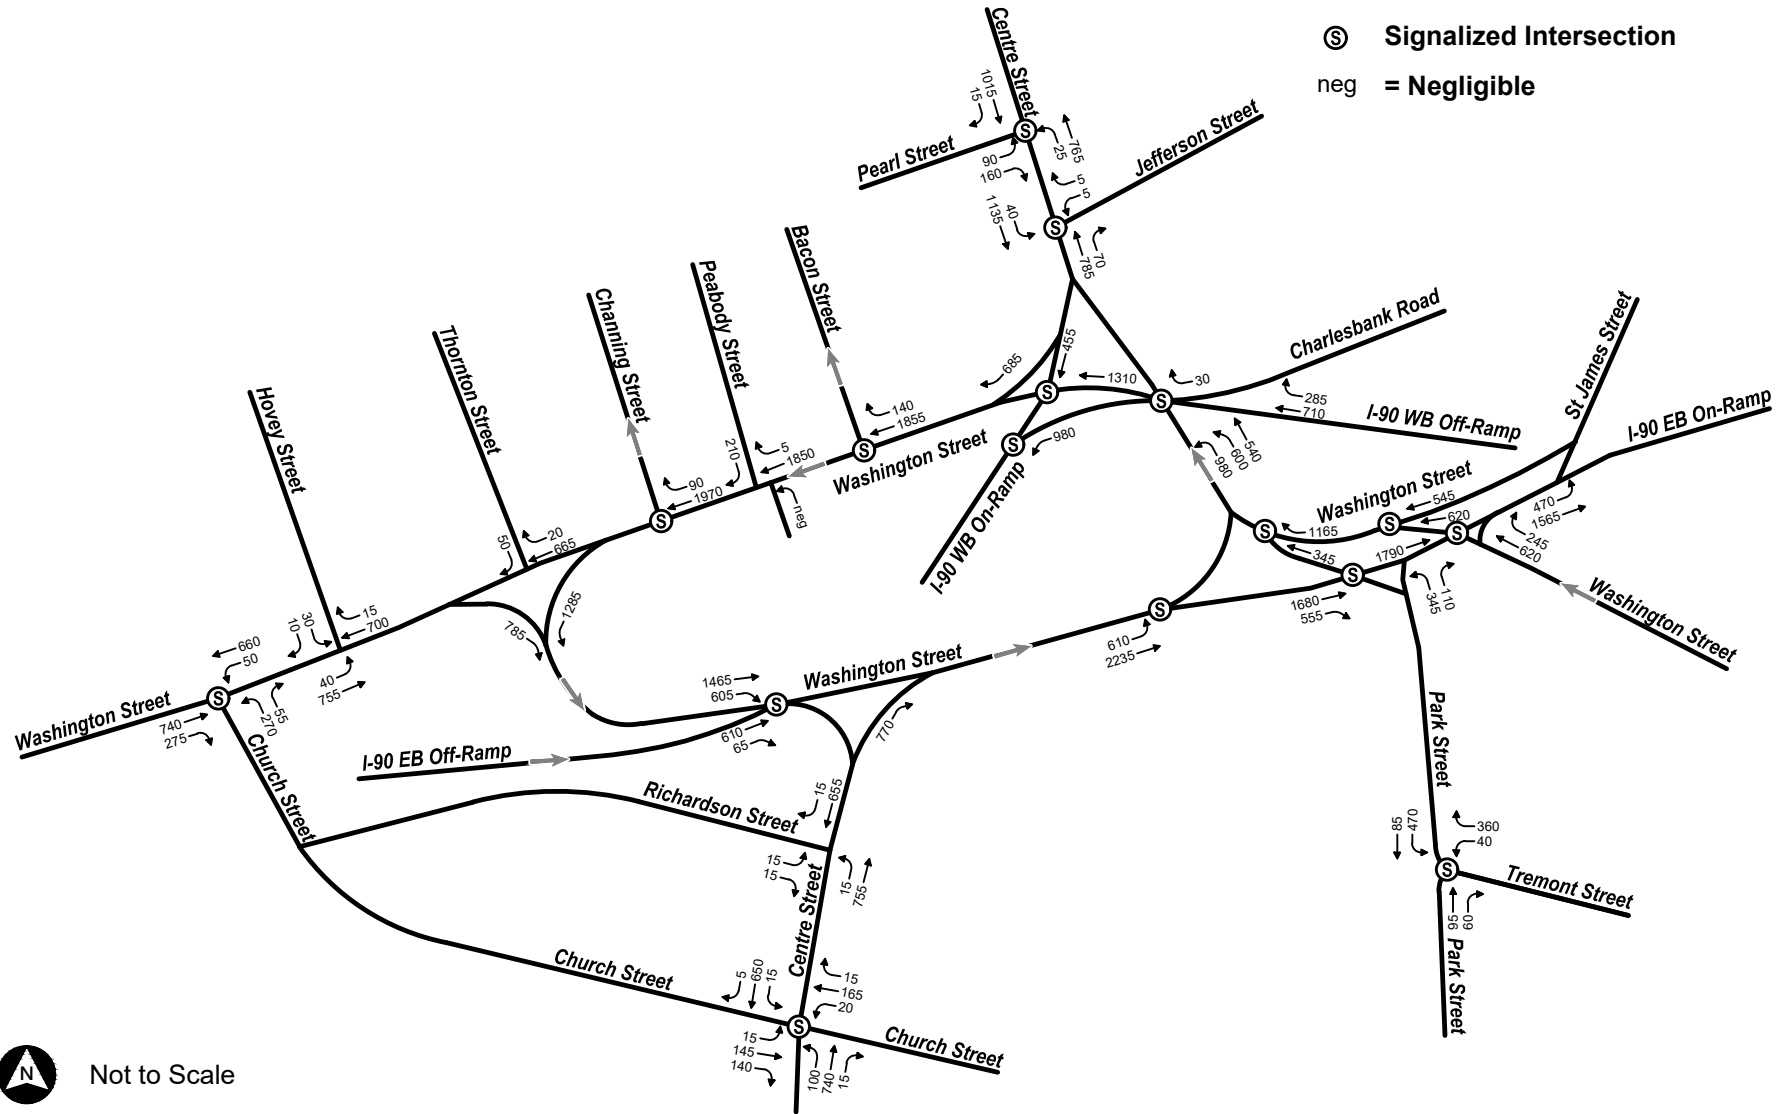 Signalized Intersection
neg = Negligible
S
Centre Street
1015
15
S
765
25
Jefferson Street
Pearl Street
90
160
5
5
1135
40
S
70
785
Bacon Street
Peabody Street
Channing Street
Thornton Street
Hovey Street
St James Street
Charlesbank Road
I-90 EB On-Ramp
455
685
1310
30
285
710
I-90 WB Off-Ramp
S
S
140
1855
S
980
540
600
980
S
Washington Street
5
1850
210
90
1970
neg
S
I-90 WB On-Ramp
Washington Street
545
620
470
1565
S
S
S
1165
1790
345
245
620
S
110
345
Washington Street
20
665
50
1285
785
15
700
30
10
660
50
40
755
Washington Street
S
740
275
55
270
Church Street
1680
555
S
610
2235
Washington Street
1465
605
S
610
65
770
I-90 EB Off-Ramp
Richardson Street
15
655
15
15
15
755
Park Street
85
470
360
40
S
Tremont Street
95
60
Park Street
Centre Street
Church Street
5
650
15
15
165
20
S
15
145
140
100
740
15
Church Street
N
Not to Scale